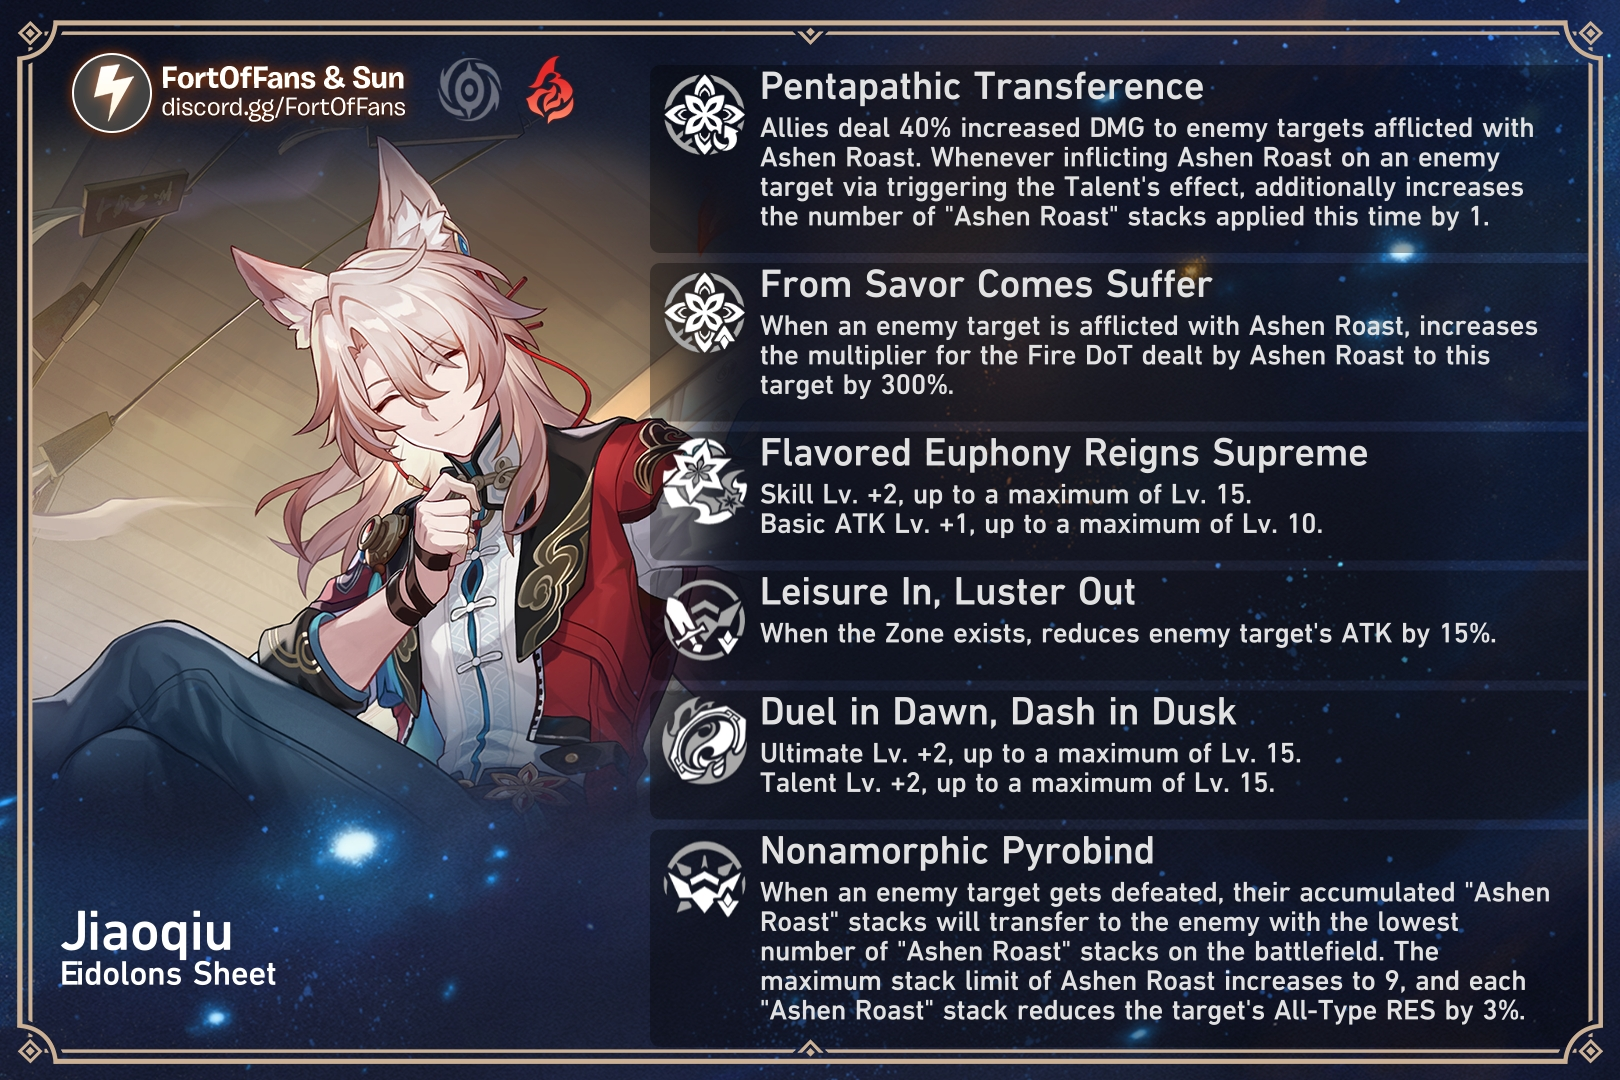 FortOfFans & Sun
discord.gg/FortOfFans
Pentapathic Transference
Allies deal 40% increased DMG to enemy targets afflicted with
Ashen Roast. Whenever inflicting Ashen Roast on an enemy
target via triggering the Talent's effect, additionally increases
the number of "Ashen Roast" stacks applied this time by 1.
From Savor Comes Suffer
When an enemy target is afflicted with Ashen Roast, increases
the multiplier for the Fire DoT dealt by Ashen Roast to this
target by 300%.
Flavored Euphony Reigns Supreme
Skill Lv. +2, up to a maximum of Lv. 15.
Basic ATK Lv. +1, up to a maximum of Lv. 10.
Leisure In, Luster Out
When the Zone exists, reduces enemy target's ATK by 15%.
Duel in Dawn, Dash in Dusk
Ultimate Lv. +2, up to a maximum of Lv. 15.
Talent Lv. +2, up to a maximum of Lv. 15.
Nonamorphic Pyrobind
When an enemy target gets defeated, their accumulated "Ashen
Roast" stacks will transfer to the enemy with the lowest
number of "Ashen Roast" stacks on the battlefield. The
maximum stack limit of Ashen Roast increases to 9, and each
"Ashen Roast" stack reduces the target's All-Type RES by 3%.
Jiaoqiu
Eidolons Sheet